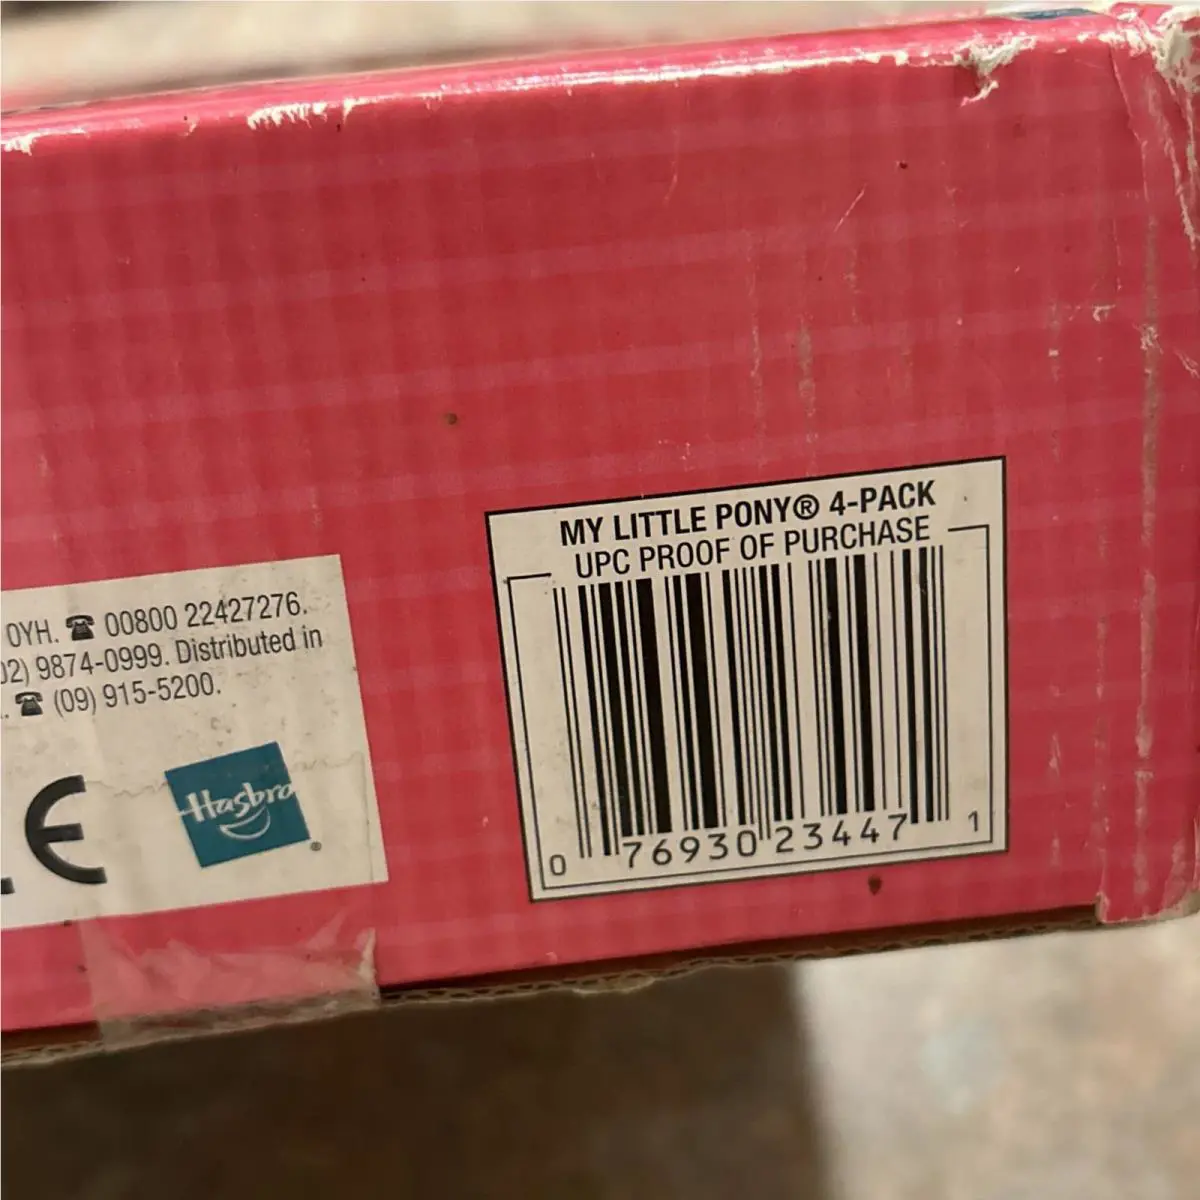 MY LITTLE PONY® 4-PACK
UPC PROOF OF PURCHASE
0 76930 23447 1
0YH. ☎ 00800 22427276.
02) 9874-0999. Distributed in
. ☎ (09) 915-5200.
CE
Hasbro